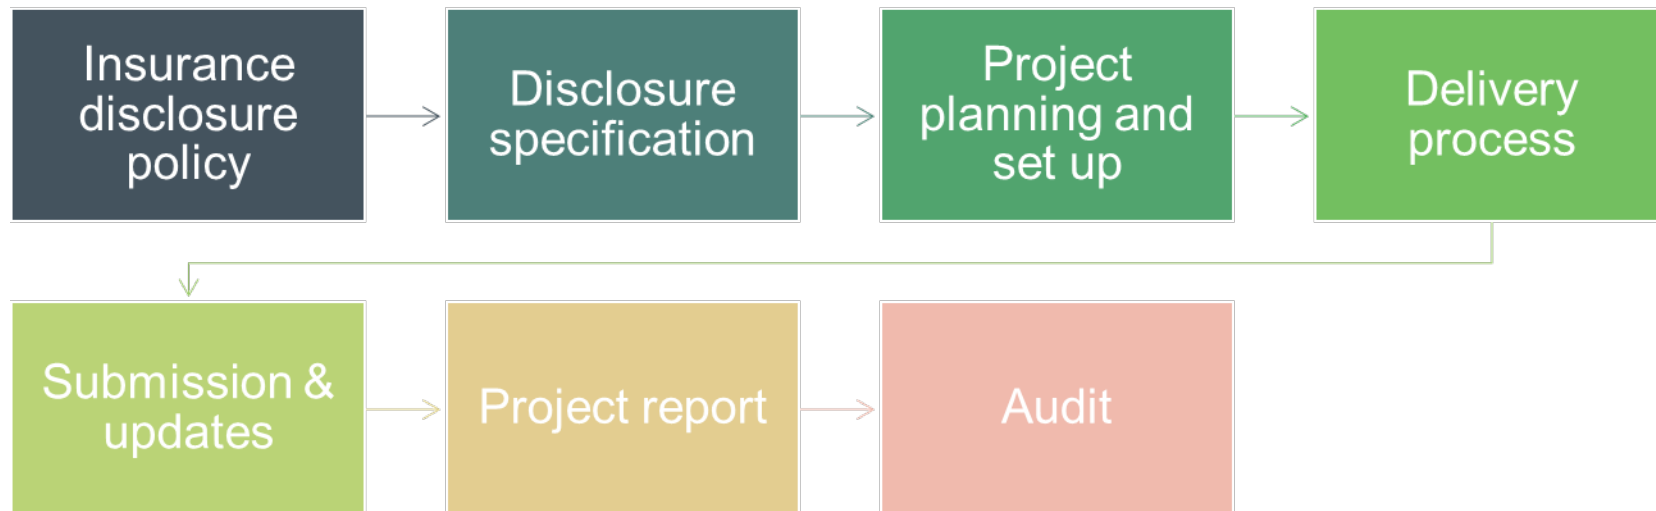 Insurance
disclosure
policy
Disclosure
specification
Project
planning and
set up
Delivery
process
Submission &
updates
Project report
Audit